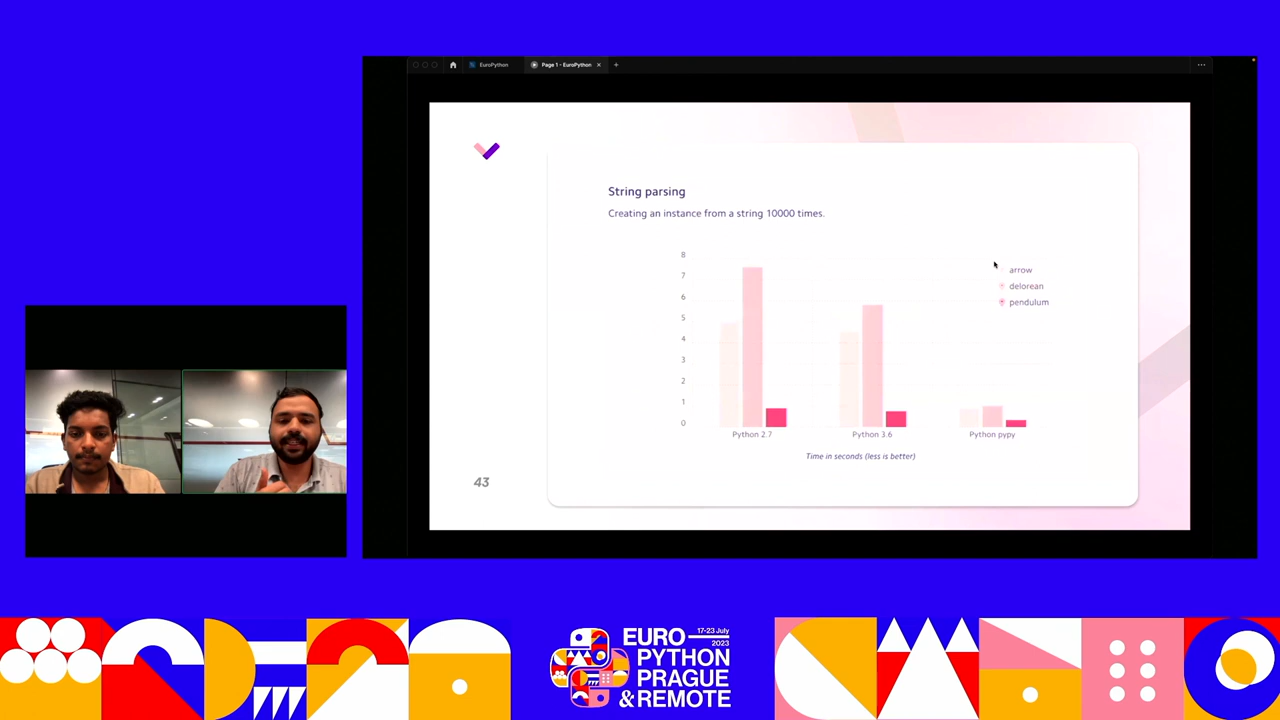 EuroPython
Page 1 - EuroPython
String parsing
Creating an instance from a string 10000 times.
8
7
6
5
4
3
2
1
0
arrow
delorean
pendulum
Python 2.7
Python 3.6
Python pypy
Time in seconds (less is better)
43
EURO
17-23 July
2023
PYTHON
PRAGUE
& REMOTE